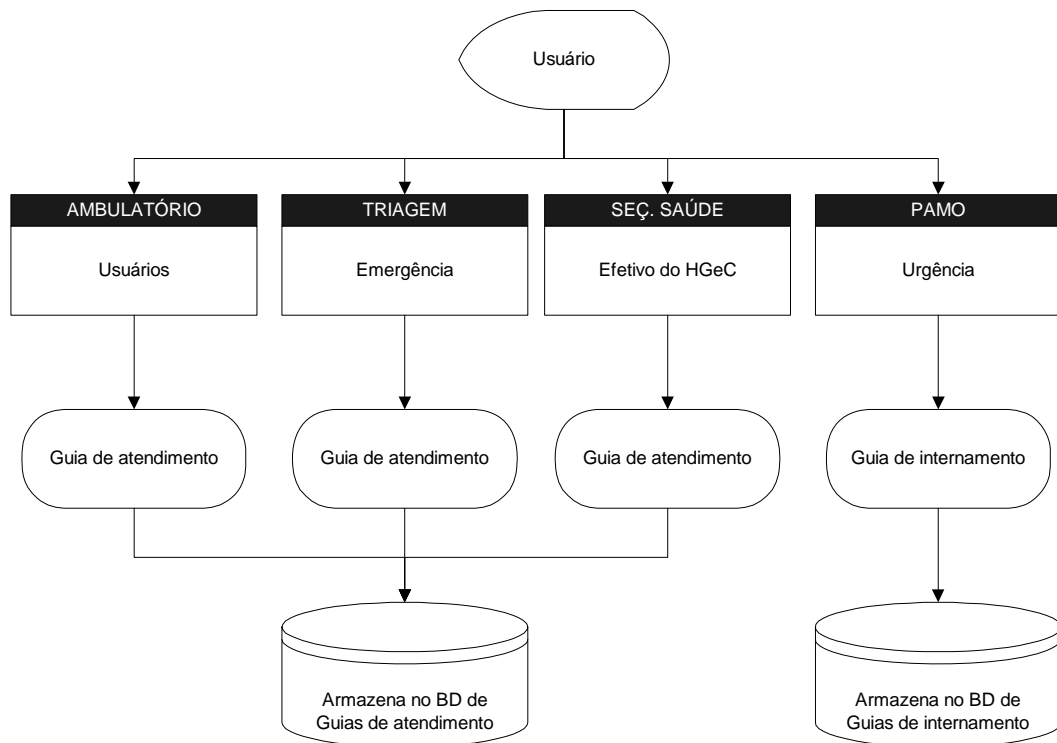 Usuário
AMBULATÓRIO
TRIAGEM
SEÇ. SAÚDE
PAMO
Usuários
Emergência
Efetivo do HGeC
Urgência
Guia de atendimento
Guia de atendimento
Guia de atendimento
Guia de internamento
Armazena no BD de
Guias de atendimento
Armazena no BD de
Guias de internamento